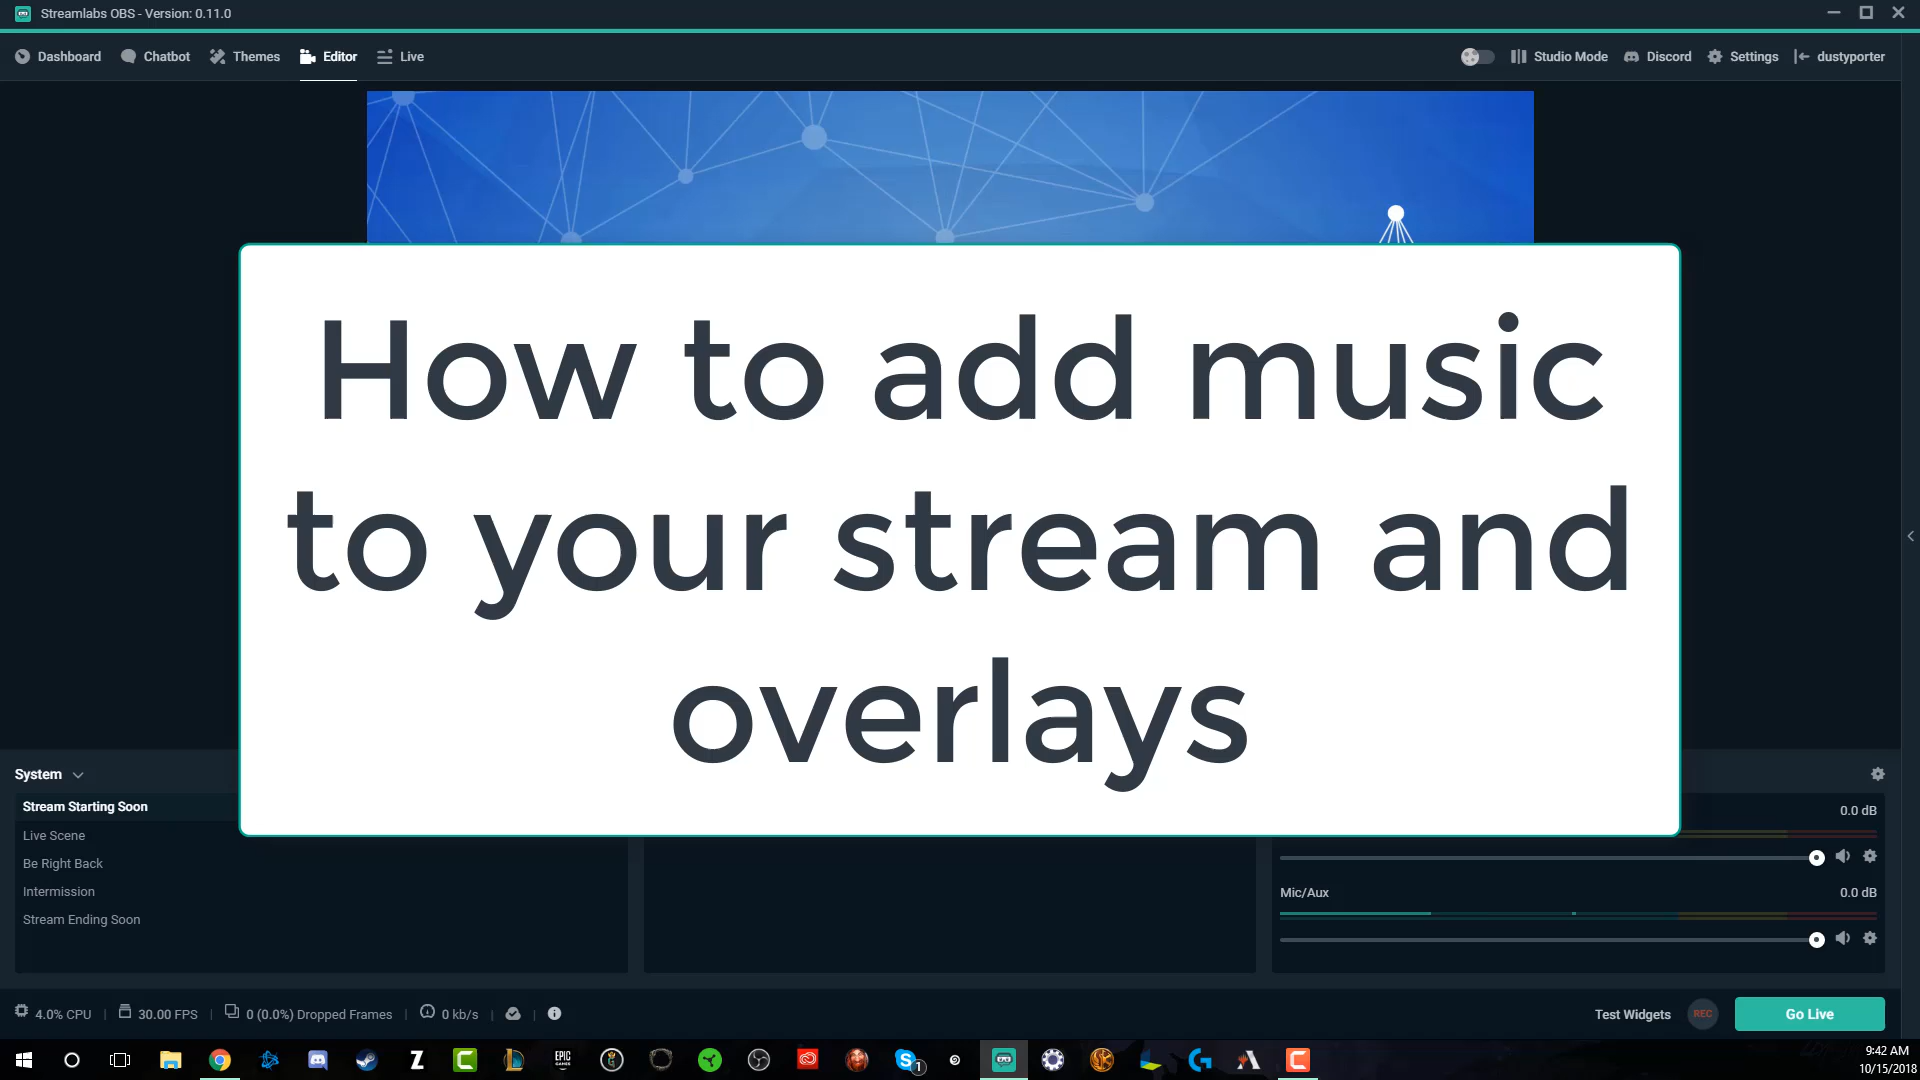 Streamlabs OBS - Version: 0.11.0
Dashboard Chatbot Themes Editor Live Studio Mode Discord Settings dustyporter
How to add music
to your stream and
overlays
System
Stream Starting Soon
Live Scene
Be Right Back
Intermission
Stream Ending Soon
0.0 dB
Mic/Aux 0.0 dB
4.0% CPU 30.00 FPS 0 (0.0%) Dropped Frames 0 kb/s
Test Widgets REC Go Live
Z EPIC GAMES 1
9:42 AM
10/15/2018